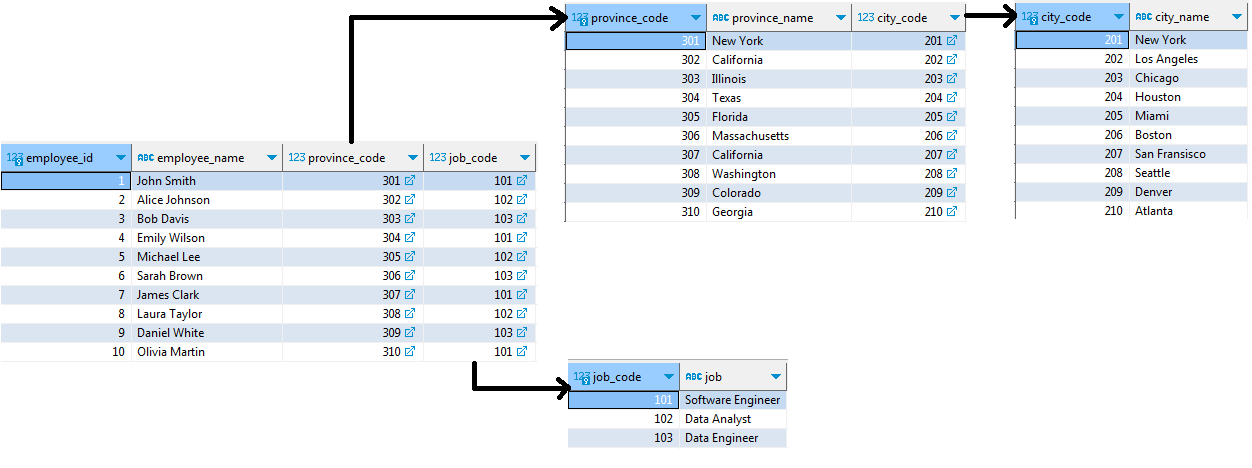 123 province_code ABC province_name 123 city_code
301 New York 201
302 California 202
303 Illinois 203
304 Texas 204
305 Florida 205
306 Massachusetts 206
307 California 207
308 Washington 208
309 Colorado 209
310 Georgia 210
123 city_code ABC city_name
201 New York
202 Los Angeles
203 Chicago
204 Houston
205 Miami
206 Boston
207 San Fransisco
208 Seattle
209 Denver
210 Atlanta
123 employee_id ABC employee_name 123 province_code 123 job_code
1 John Smith 301 101
2 Alice Johnson 302 102
3 Bob Davis 303 103
4 Emily Wilson 304 101
5 Michael Lee 305 102
6 Sarah Brown 306 103
7 James Clark 307 101
8 Laura Taylor 308 102
9 Daniel White 309 103
10 Olivia Martin 310 101
123 job_code ABC job
101 Software Engineer
102 Data Analyst
103 Data Engineer